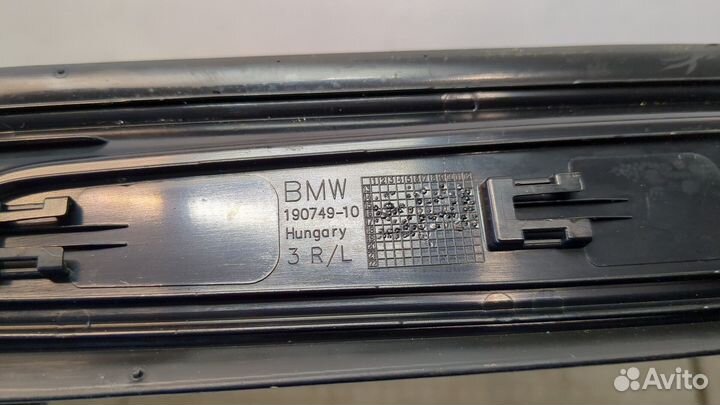 BMW
190749-10
Hungary
3 R/L
Avito